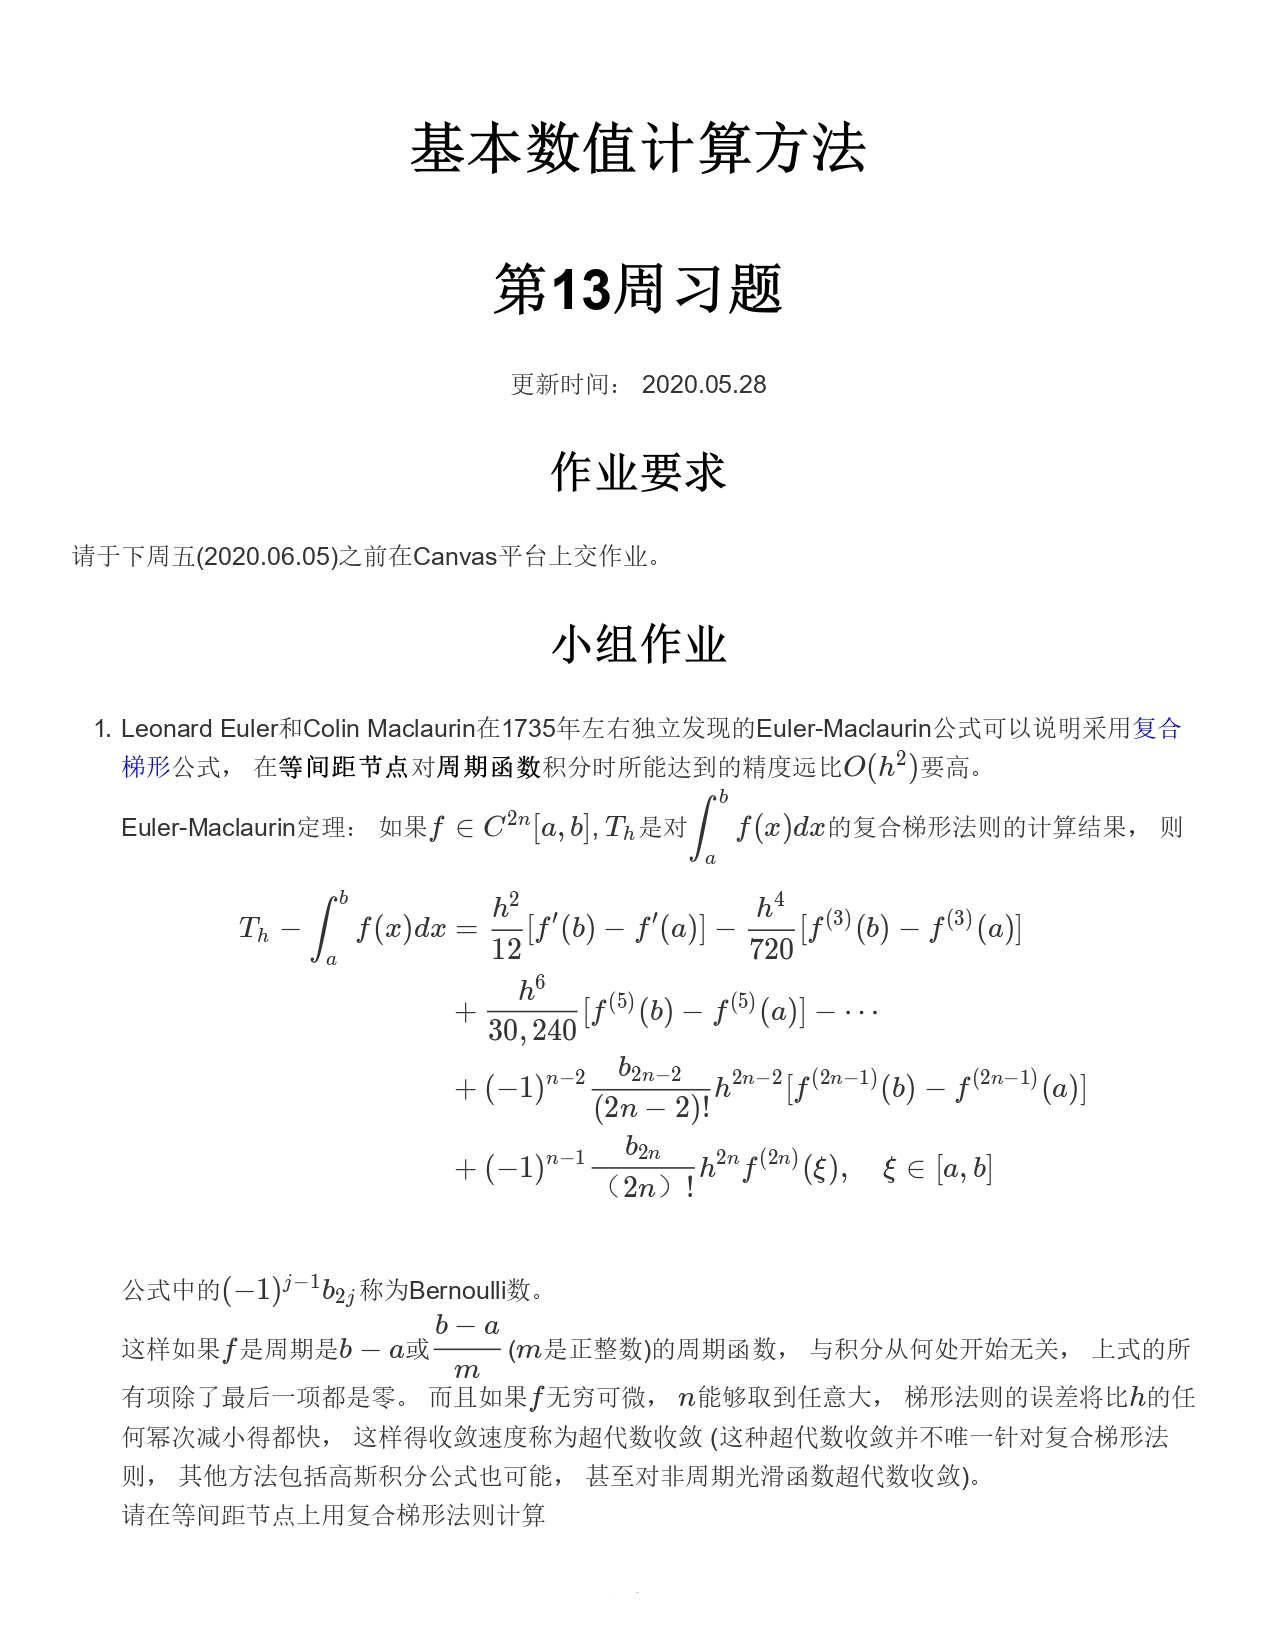 基本数值计算方法
第13周习题
更新时间： 2020.05.28
作业要求
请于下周五(2020.06.05)之前在Canvas平台上交作业。
小组作业
1. Leonard Euler和Colin Maclaurin在1735年左右独立发现的Euler-Maclaurin公式可以说明采用复合
梯形公式， 在等间距节点对周期函数积分时所能达到的精度远比$O(h^2)$要高。
Euler-Maclaurin定理： 如果$f \in C^{2n}[a, b]$, $T_h$是对$\int_a^b f(x)dx$的复合梯形法则的计算结果， 则
$T_h - \int_a^b f(x)dx = \frac{h^2}{12}[f'(b) - f'(a)] - \frac{h^4}{720}[f^{(3)}(b) - f^{(3)}(a)]$
$+ \frac{h^6}{30,240}[f^{(5)}(b) - f^{(5)}(a)] - \cdots$
$+ (-1)^{n-2}\frac{b_{2n-2}}{(2n-2)!}h^{2n-2}[f^{(2n-1)}(b) - f^{(2n-1)}(a)]$
$+ (-1)^{n-1}\frac{b_{2n}}{（2n）!}h^{2n}f^{(2n)}(\xi), \quad \xi \in [a, b]$
公式中的$(-1)^{j-1}b_{2j}$称为Bernoulli数。
这样如果$f$是周期是$b - a$或$\frac{b-a}{m}$ ($m$是正整数)的周期函数， 与积分从何处开始无关， 上式的所
有项除了最后一项都是零。 而且如果$f$无穷可微， $n$能够取到任意大， 梯形法则的误差将比$h$的任
何幂次减小得都快， 这样得收敛速度称为超代数收敛 (这种超代数收敛并不唯一针对复合梯形法
则， 其他方法包括高斯积分公式也可能， 甚至对非周期光滑函数超代数收敛)。
请在等间距节点上用复合梯形法则计算